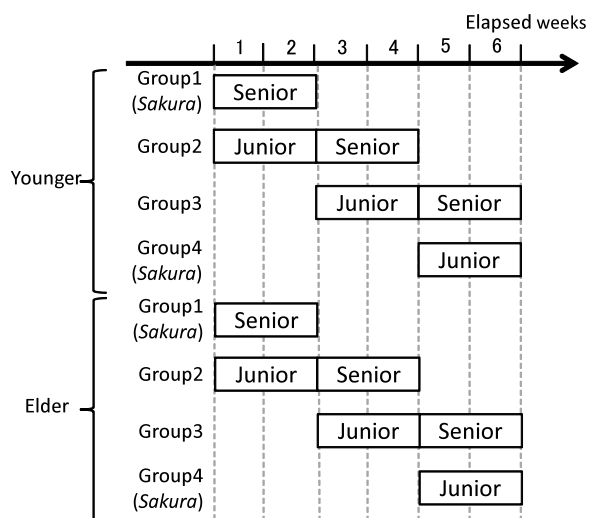 Elapsed weeks
1 2 3 4 5 6
Group1
(Sakura)
Senior
Group2
Junior Senior
Younger
Group3
Junior Senior
Group4
(Sakura)
Junior
Group1
(Sakura)
Senior
Group2
Junior Senior
Elder
Group3
Junior Senior
Group4
(Sakura)
Junior